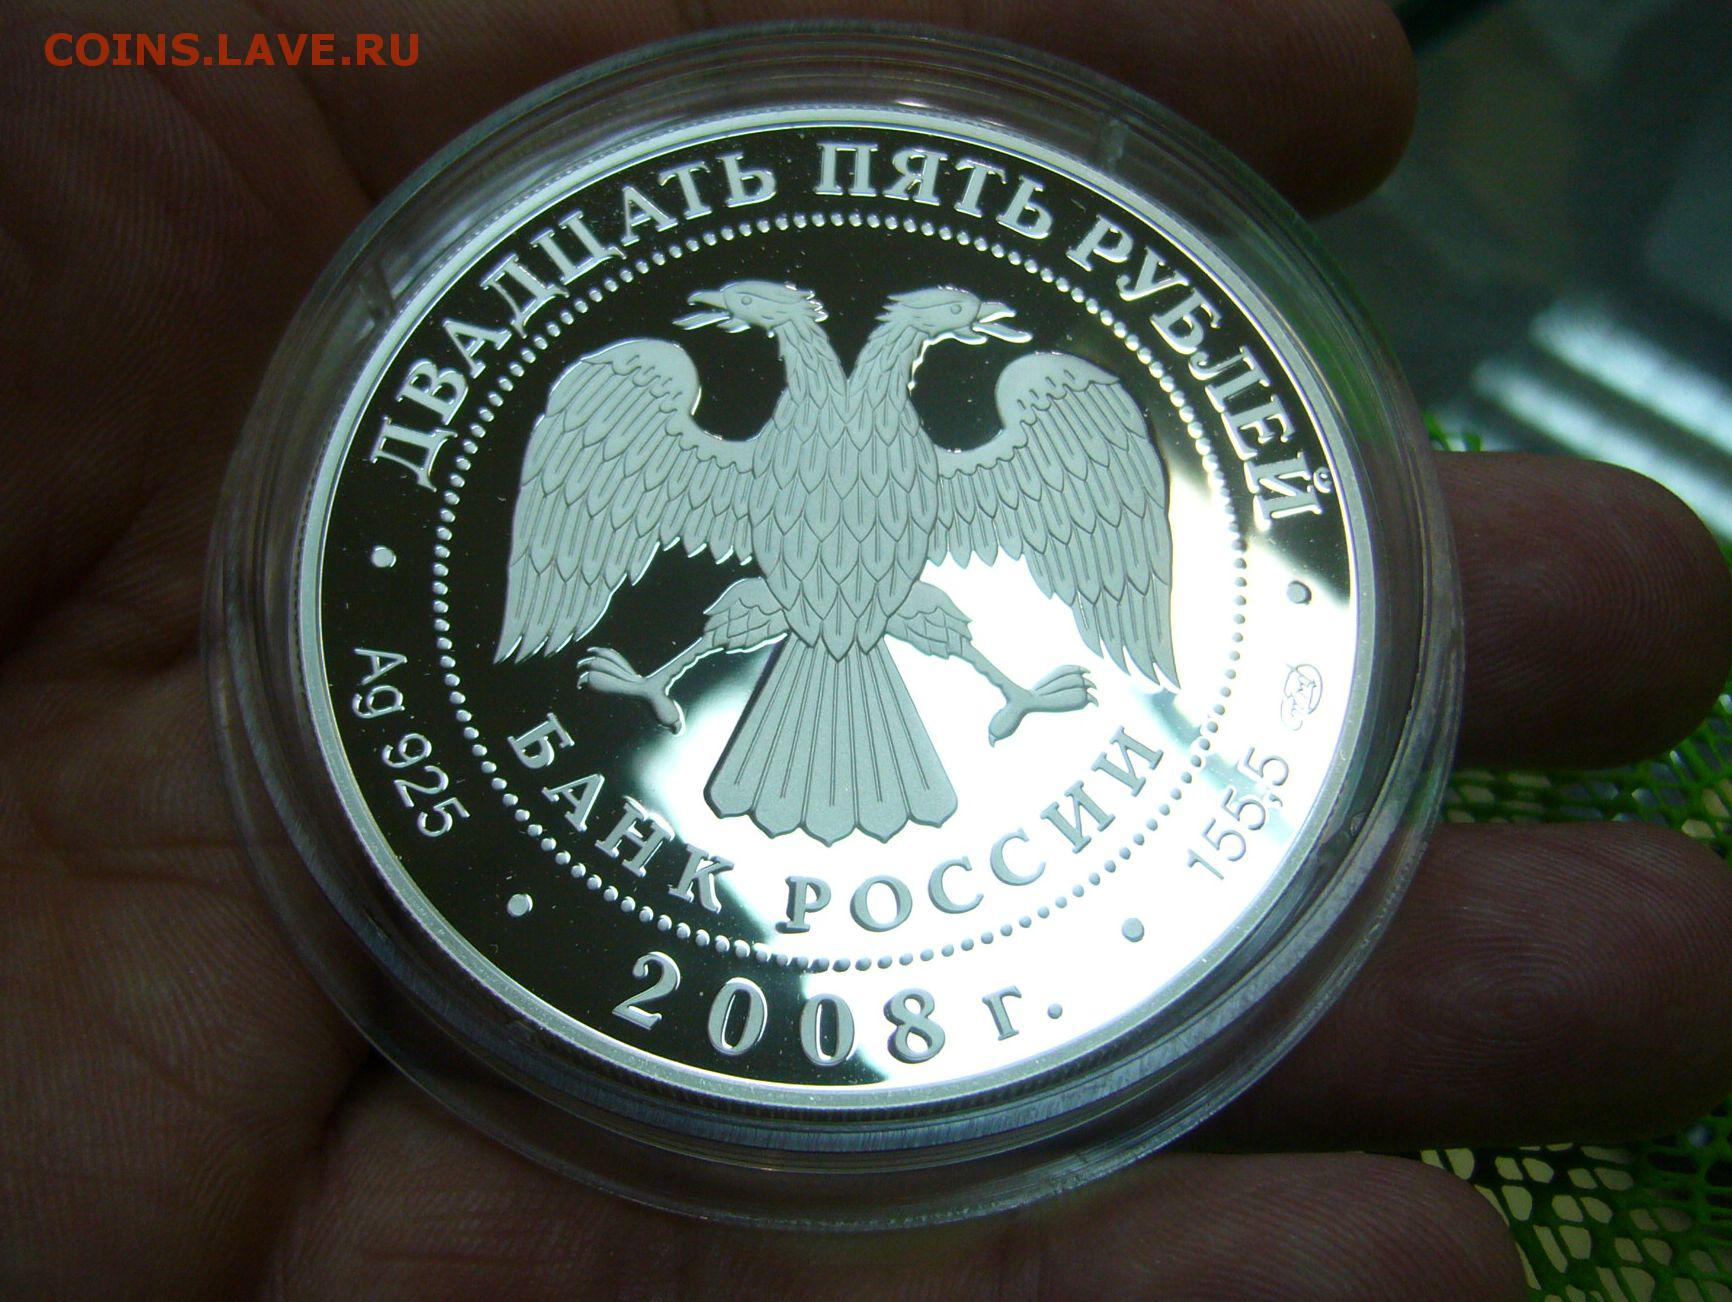 COINS.LAVE.RU
ДВАДЦАТЬ ПЯТЬ РУБЛЕЙ
Ag 925
БАНК РОССИИ
155,5
2008 г.